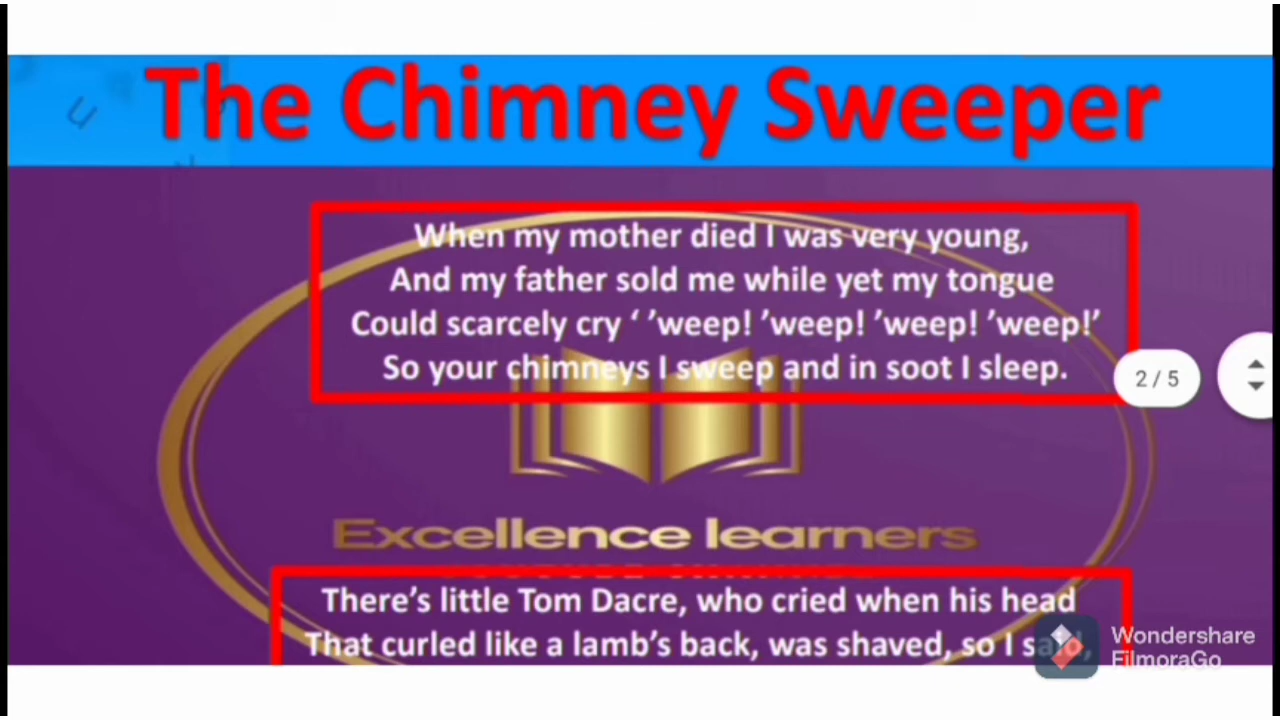 The Chimney Sweeper
When my mother died I was very young,
And my father sold me while yet my tongue
Could scarcely cry ‘ ’weep! ’weep! ’weep! ’weep!’
So your chimneys I sweep and in soot I sleep.
2 / 5
Excellence learners
There’s little Tom Dacre, who cried when his head
That curled like a lamb’s back, was shaved, so I said,
Wondershare
FilmoraGo